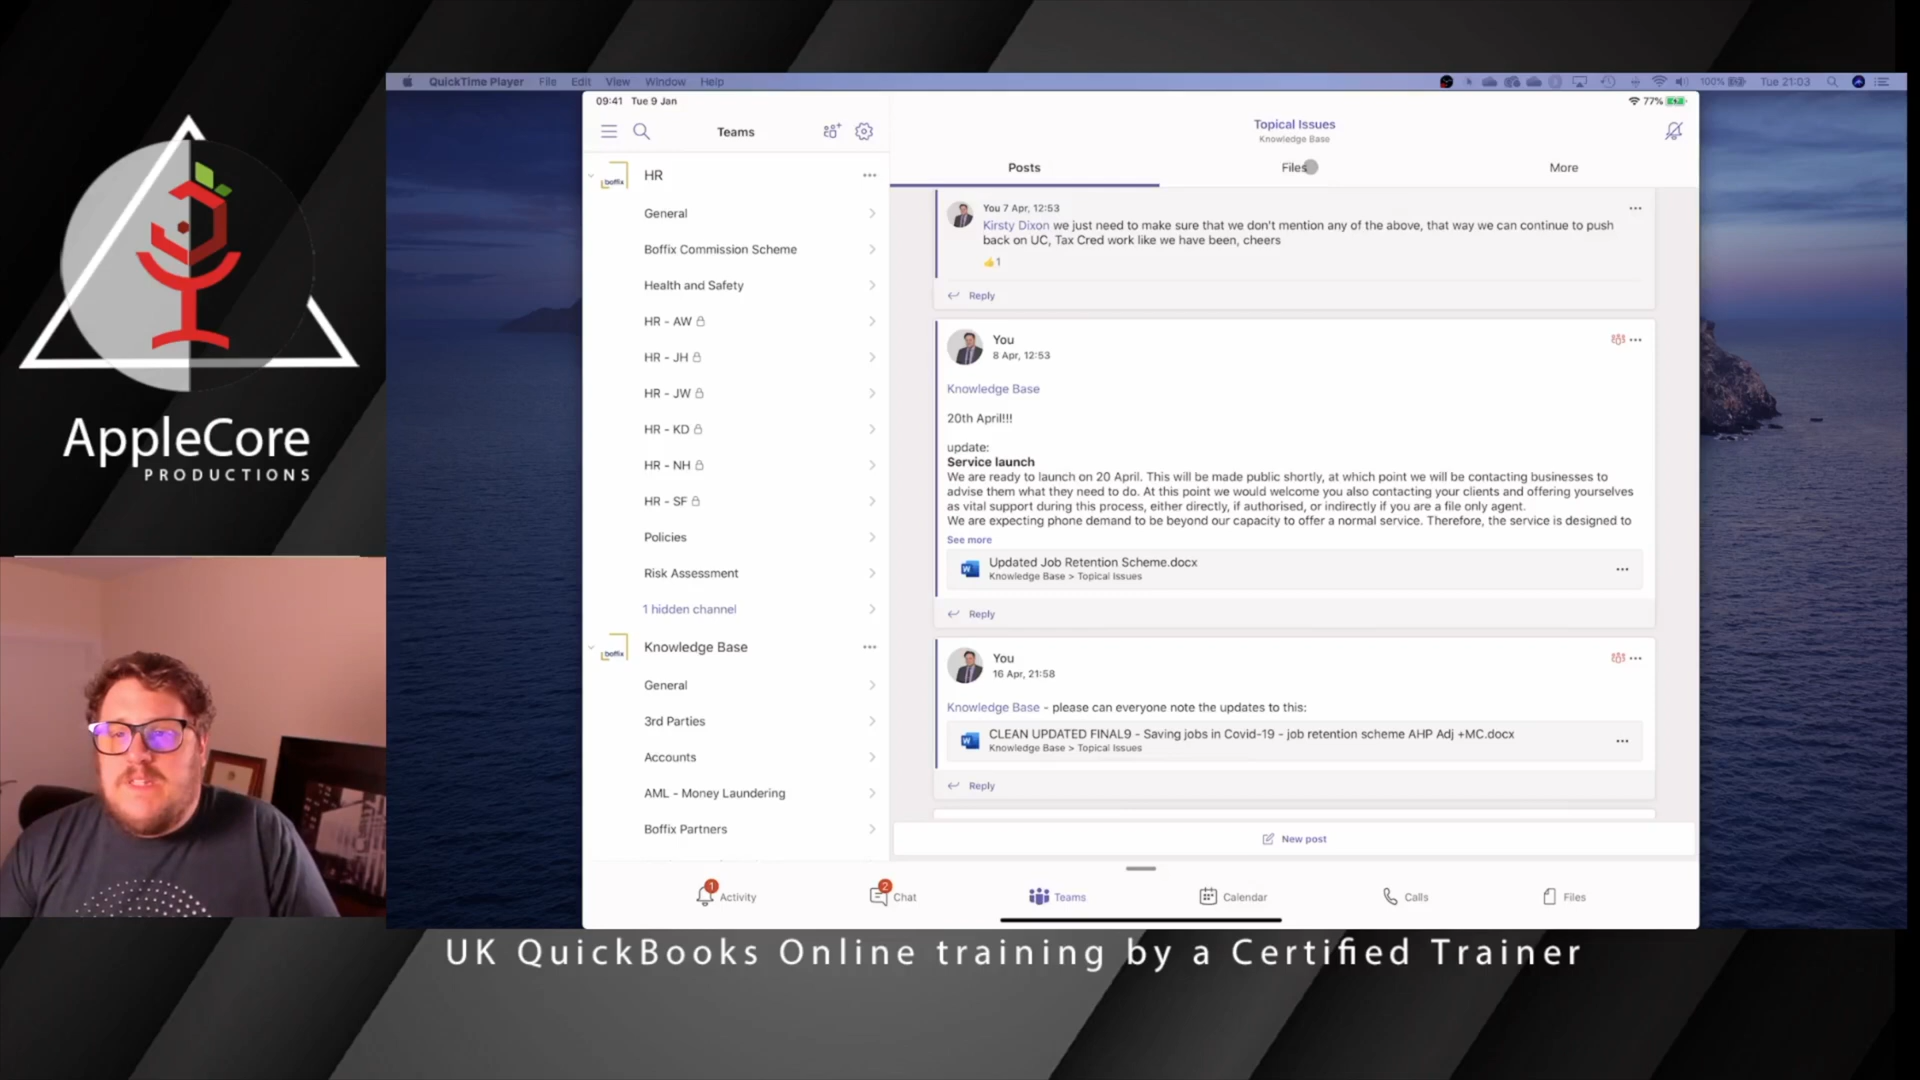 QuickTime Player File Edit View Window Help
100% Tue 21:03
09:41 Tue 9 Jan
77%
Teams
boffix HR
General
Boffix Commission Scheme
Health and Safety
HR - AW
HR - JH
HR - JW
HR - KD
HR - NH
HR - SF
Policies
Risk Assessment
1 hidden channel
boffix Knowledge Base
General
3rd Parties
Accounts
AML - Money Laundering
Boffix Partners
Topical Issues
Knowledge Base
Posts Files More
You 7 Apr, 12:53
Kirsty Dixon we just need to make sure that we don't mention any of the above, that way we can continue to push
back on UC, Tax Cred work like we have been, cheers
1
Reply
You
8 Apr, 12:53
Knowledge Base
20th April!!!
update:
Service launch
We are ready to launch on 20 April. This will be made public shortly, at which point we will be contacting businesses to
advise them what they need to do. At this point we would welcome you also contacting your clients and offering yourselves
as vital support during this process, either directly, if authorised, or indirectly if you are a file only agent.
We are expecting phone demand to be beyond our capacity to offer a normal service. Therefore, the service is designed to
See more
Updated Job Retention Scheme.docx
Knowledge Base > Topical Issues
Reply
You
16 Apr, 21:58
Knowledge Base - please can everyone note the updates to this:
CLEAN UPDATED FINAL9 - Saving jobs in Covid-19 - job retention scheme AHP Adj +MC.docx
Knowledge Base > Topical Issues
Reply
New post
1 Activity 2 Chat Teams Calendar Calls Files
AppleCore
PRODUCTIONS
UK QuickBooks Online training by a Certified Trainer